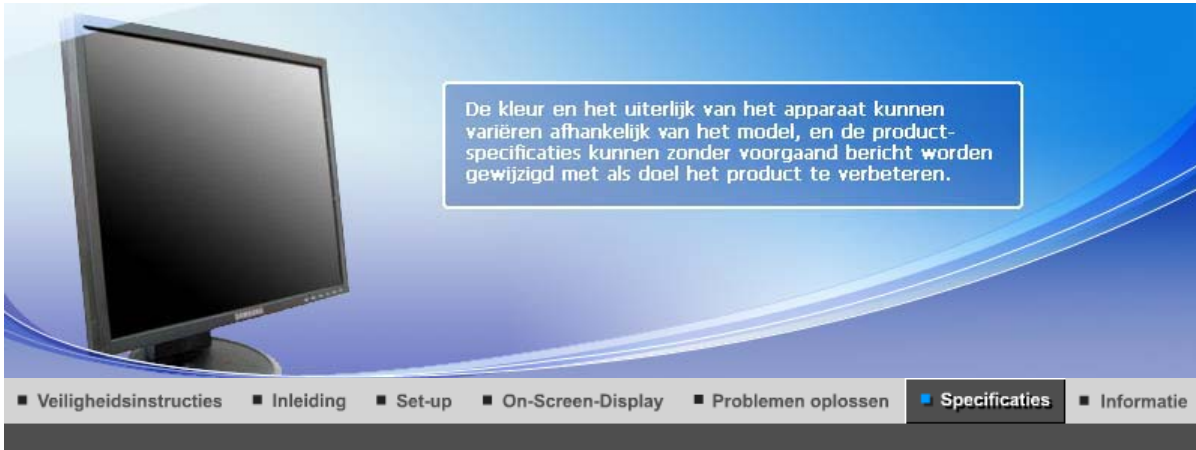 De kleur en het uiterlijk van het apparaat kunnen
variëren afhankelijk van het model, en de product-
specificaties kunnen zonder voorgaand bericht worden
gewijzigd met als doel het product te verbeteren.
SAMSUNG
Veiligheidsinstructies Inleiding Set-up On-Screen-Display Problemen oplossen Specificaties Informatie